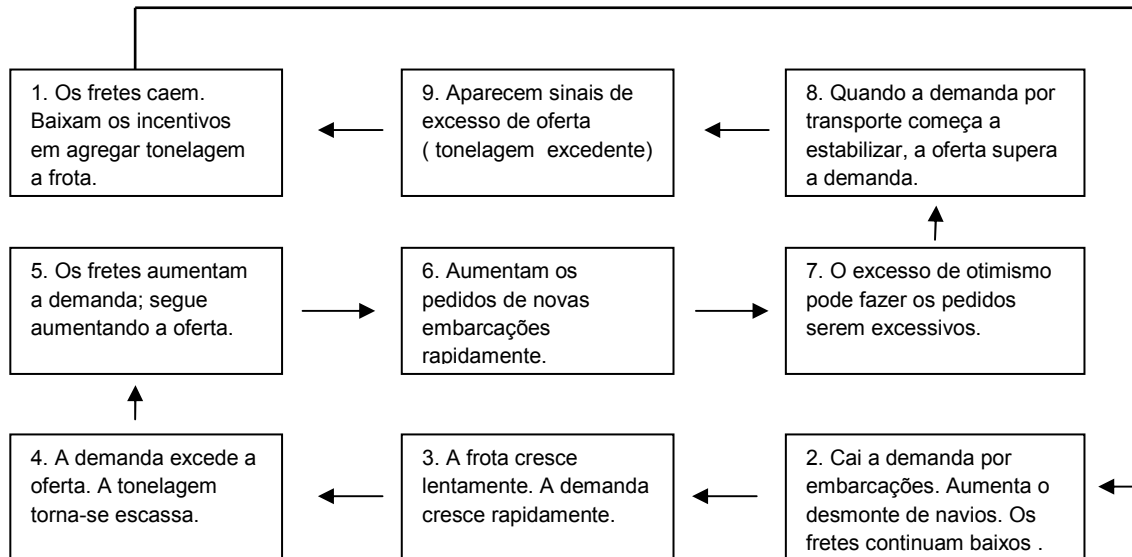 1. Os fretes caem.
Baixam os incentivos
em agregar tonelagem
a frota.
9. Aparecem sinais de
excesso de oferta
( tonelagem excedente)
8. Quando a demanda por
transporte começa a
estabilizar, a oferta supera
a demanda.
5. Os fretes aumentam
a demanda; segue
aumentando a oferta.
6. Aumentam os
pedidos de novas
embarcações
rapidamente.
7. O excesso de otimismo
pode fazer os pedidos
serem excessivos.
4. A demanda excede a
oferta. A tonelagem
torna-se escassa.
3. A frota cresce
lentamente. A demanda
cresce rapidamente.
2. Cai a demanda por
embarcações. Aumenta o
desmonte de navios. Os
fretes continuam baixos .